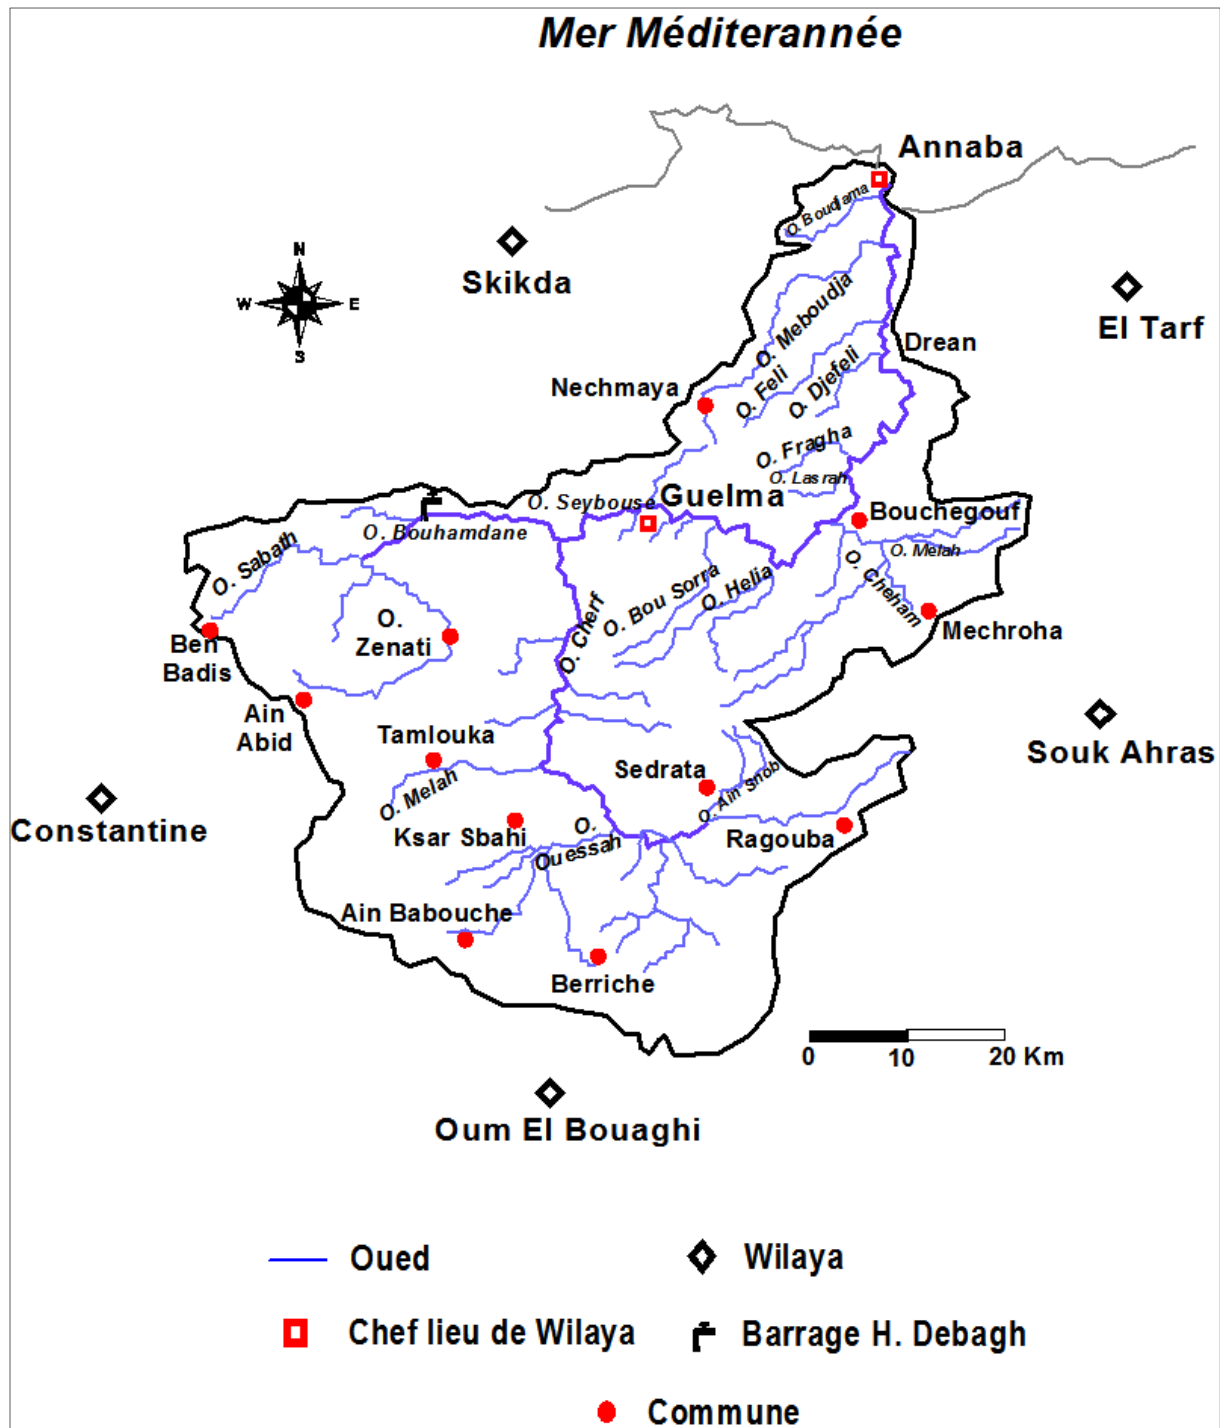 Mer Méditerannée
Annaba
O. Boudjama
Skikda
N
W
E
S
El Tarf
O. Meboudja
Drean
Nechmaya
O. Feli
O. Djefeli
O. Fragha
O. Lasrah
O. Seybouse
Guelma
Bouchegouf
O. Bouhamdane
O. Sabath
O. Melah
O. Cheham
O. Helia
O. Bou Sorra
O. Cherf
O.
Zenati
Mechroha
Ben
Badis
Ain
Abid
Tamlouka
Souk Ahras
Sedrata
O. Ain Snob
O. Melah
Constantine
Ksar Sbahi
O.
Ouessah
Ragouba
Ain Babouche
Berriche
0
10
20 Km
Oum El Bouaghi
Oued
Wilaya
Chef lieu de Wilaya
Barrage H. Debagh
Commune